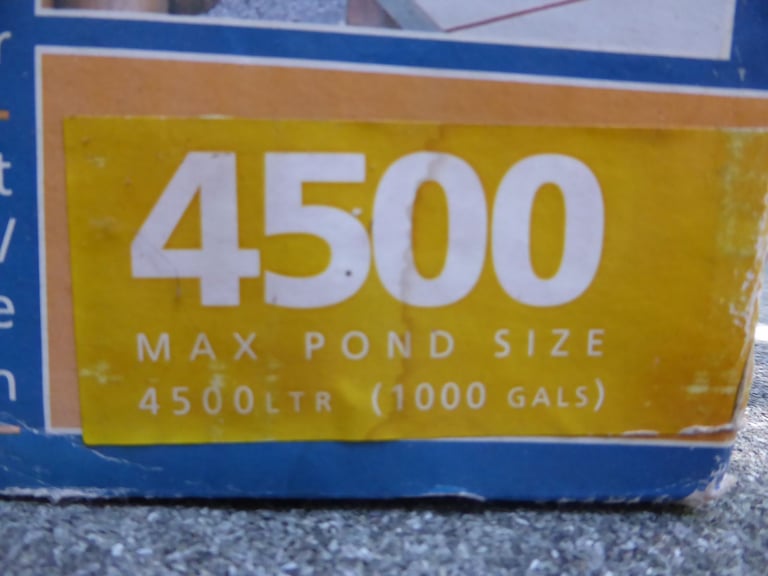 4500
MAX POND SIZE
4500LTR (1000 GALS)